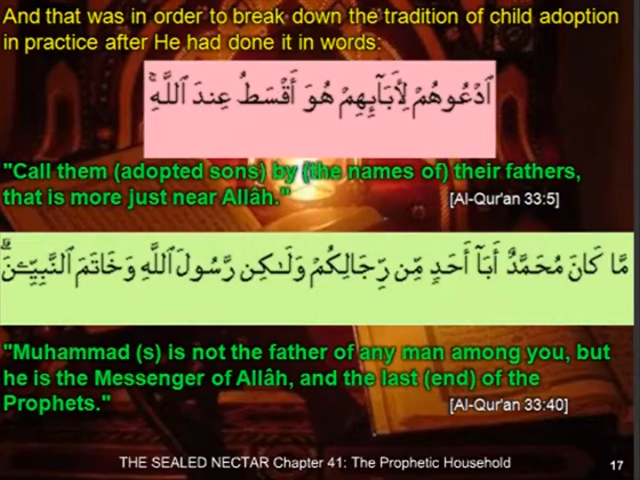 And that was in order to break down the tradition of child adoption
in practice after He had done it in words:
ٱدْعُوهُمْ لِأَبَآئِهِمْ هُوَ أَقْسَطُ عِندَ ٱللَّهِ ۚ
"Call them (adopted sons) by (the names of) their fathers,
that is more just near Allâh."
[Al-Qur'an 33:5]
مَّا كَانَ مُحَمَّدٌ أَبَآ أَحَدٍ مِّن رِّجَالِكُمْ وَلَـٰكِن رَّسُولَ ٱللَّهِ وَخَاتَمَ ٱلنَّبِيِّـۧنَ ۗ
"Muhammad (s) is not the father of any man among you, but
he is the Messenger of Allâh, and the last (end) of the
Prophets."
[Al-Qur'an 33:40]
THE SEALED NECTAR Chapter 41: The Prophetic Household
17